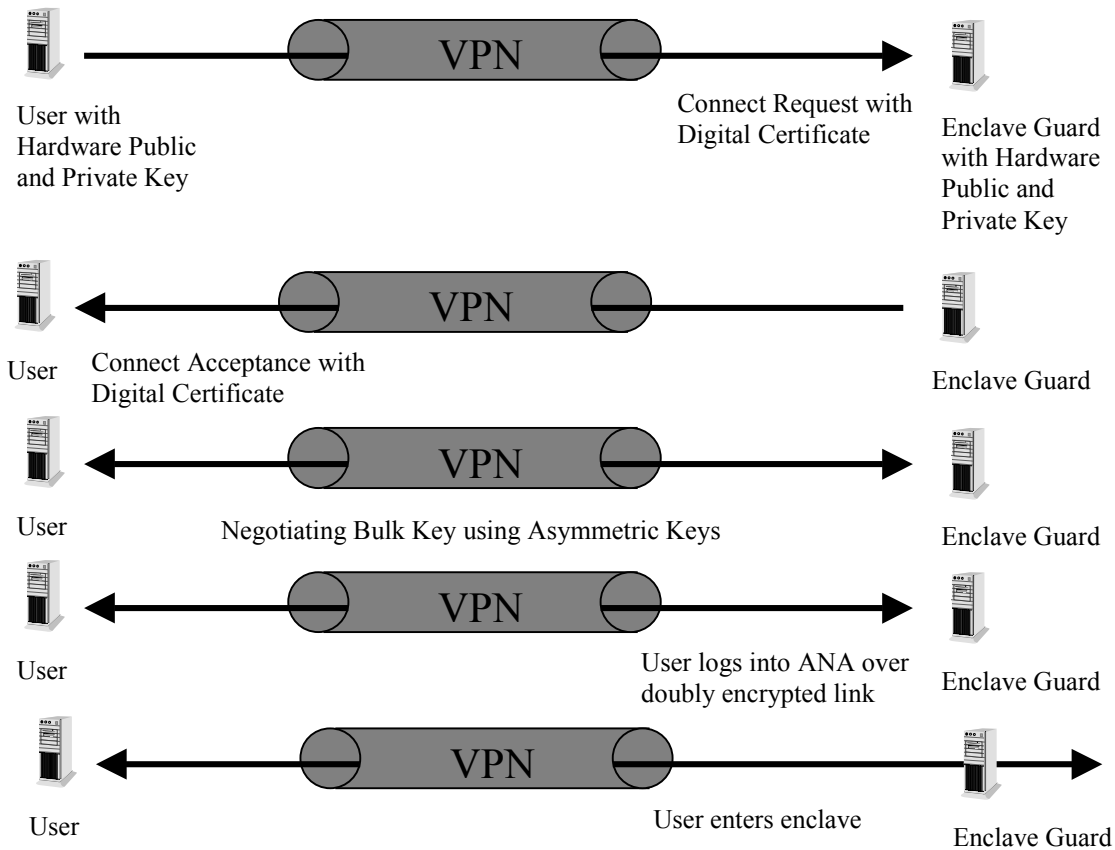 VPN
User with
Hardware Public
and Private Key
Connect Request with
Digital Certificate
Enclave Guard
with Hardware
Public and
Private Key
VPN
User
Connect Acceptance with
Digital Certificate
Enclave Guard
VPN
User
Negotiating Bulk Key using Asymmetric Keys
Enclave Guard
VPN
User
User logs into ANA over
doubly encrypted link
Enclave Guard
VPN
User
User enters enclave
Enclave Guard